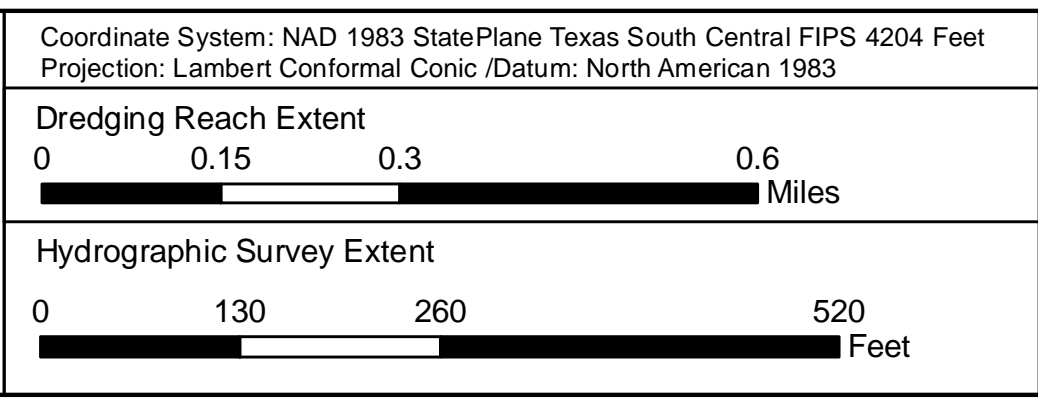 Coordinate System: NAD 1983 StatePlane Texas South Central FIPS 4204 Feet
Projection: Lambert Conformal Conic /Datum: North American 1983
Dredging Reach Extent
0 0.15 0.3 0.6
Miles
Hydrographic Survey Extent
0 130 260 520
Feet